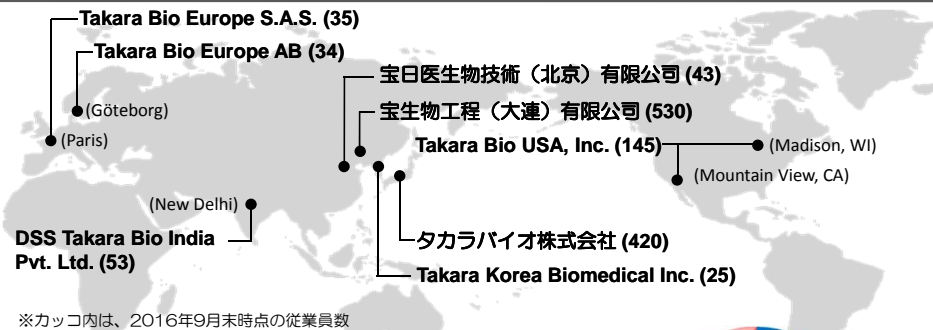 Takara Bio Europe S.A.S. (35)
Takara Bio Europe AB (34)
宝日医生物技術（北京）有限公司 (43)
(Göteborg)
宝生物工程（大連）有限公司 (530)
(Paris)
Takara Bio USA, Inc. (145)
(Madison, WI)
(Mountain View, CA)
(New Delhi)
DSS Takara Bio India
Pvt. Ltd. (53)
タカラバイオ株式会社 (420)
Takara Korea Biomedical Inc. (25)
※カッコ内は、2016年9月末時点の従業員数